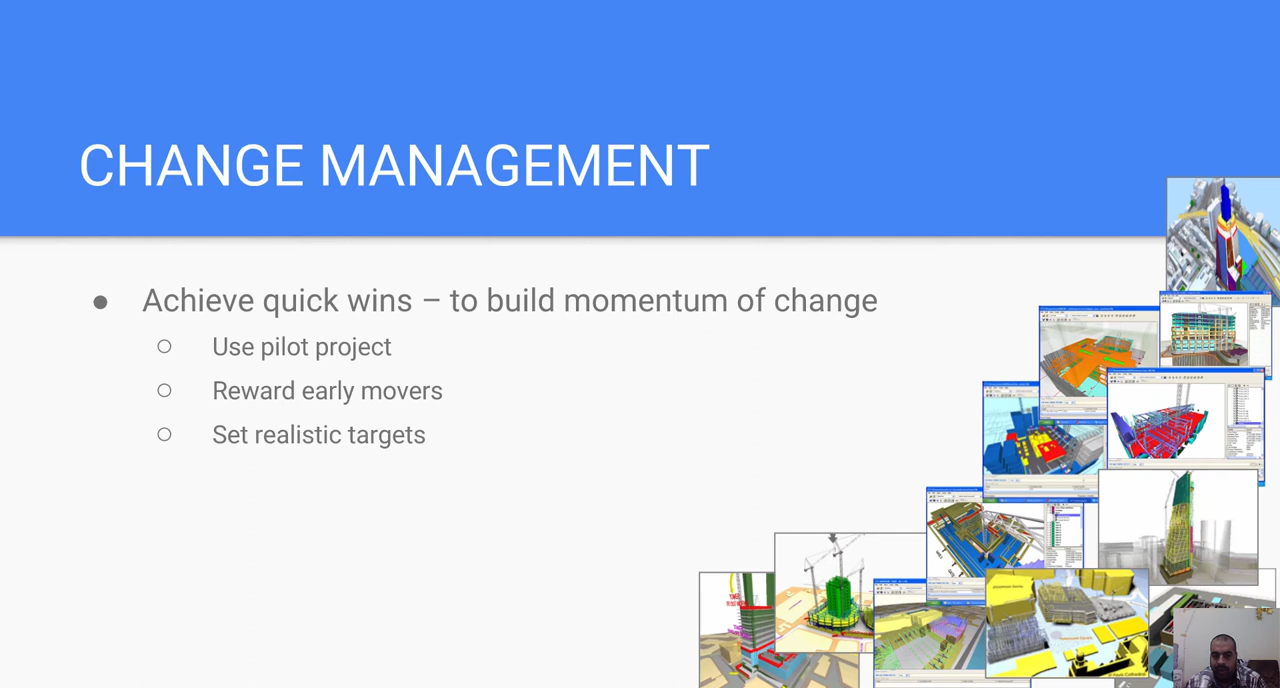 CHANGE MANAGEMENT
● Achieve quick wins – to build momentum of change
○ Use pilot project
○ Reward early movers
○ Set realistic targets